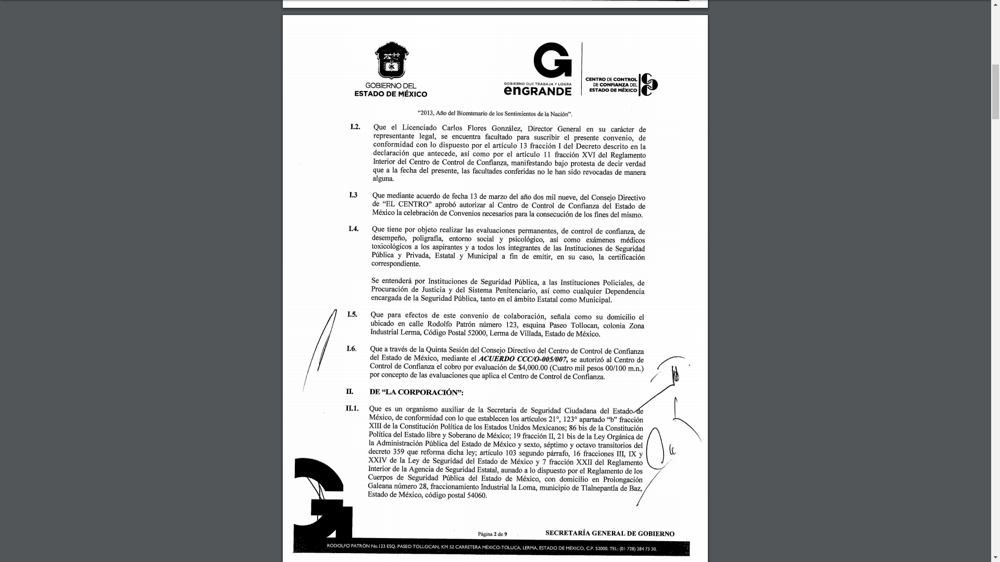 GOBIERNO DEL
ESTADO DE MÉXICO
GOBIERNO QUE TRABAJA Y LOGRA
enGRANDE
CENTRO DE CONTROL
DE CONFIANZA DEL
ESTADO DE MÉXICO
“2013, Año del Bicentenario de los Sentimientos de la Nación”.
I.2. Que el Licenciado Carlos Flores González, Director General en su carácter de
representante legal, se encuentra facultado para suscribir el presente convenio, de
conformidad con lo dispuesto por el artículo 13 fracción I del Decreto descrito en la
declaración que antecede, así como por el artículo 11 fracción XVI del Reglamento
Interior del Centro de Control de Confianza, manifestando bajo protesta de decir verdad
que a la fecha del presente, las facultades conferidas no le han sido revocadas de manera
alguna.
I.3 Que mediante acuerdo de fecha 13 de marzo del año dos mil nueve, del Consejo Directivo
de “EL CENTRO” aprobó autorizar al Centro de Control de Confianza del Estado de
México la celebración de Convenios necesarios para la consecución de los fines del mismo.
I.4. Que tiene por objeto realizar las evaluaciones permanentes, de control de confianza, de
desempeño, poligrafía, entorno social y psicológico, así como exámenes médicos
toxicológicos a los aspirantes y a todos los integrantes de las Instituciones de Seguridad
Pública y Privada, Estatal y Municipal a fin de emitir, en su caso, la certificación
correspondiente.
Se entenderá por Instituciones de Seguridad Pública, a las Instituciones Policiales, de
Procuración de Justicia y del Sistema Penitenciario, así como cualquier Dependencia
encargada de la Seguridad Pública, tanto en el ámbito Estatal como Municipal.
I.5. Que para efectos de este convenio de colaboración, señala como su domicilio el
ubicado en calle Rodolfo Patrón número 123, esquina Paseo Tollocan, colonia Zona
Industrial Lerma, Código Postal 52000, Lerma de Villada, Estado de México.
I.6. Que a través de la Quinta Sesión del Consejo Directivo del Centro de Control de Confianza
del Estado de México, mediante el ACUERDO CCC/O-005/007, se autorizó al Centro de
Control de Confianza el cobro por evaluación de $4,000.00 (Cuatro mil pesos 00/100 m.n.)
por concepto de las evaluaciones que aplica el Centro de Control de Confianza.
II. DE “LA CORPORACIÓN”:
II.1. Que es un organismo auxiliar de la Secretaria de Seguridad Ciudadana del Estado de
México, de conformidad con lo que establecen los artículos 21°, 123° apartado “b” fracción
XIII de la Constitución Política de los Estados Unidos Mexicanos; 86 bis de la Constitución
Política del Estado libre y Soberano de México; 19 fracción II, 21 bis de la Ley Orgánica de
la Administración Pública del Estado de México y sexto, séptimo y octavo transitorios del
decreto 359 que reforma dicha ley; artículo 103 segundo párrafo, 16 fracciones III, IX y
XXIV de la Ley de Seguridad del Estado de México y 7 fracción XXII del Reglamento
Interior de la Agencia de Seguridad Estatal, aunado a lo dispuesto por el Reglamento de los
Cuerpos de Seguridad Pública del Estado de México, con domicilio en Prolongación
Galeana número 28, fraccionamiento Industrial la Loma, municipio de Tlalnepantla de Baz,
Estado de México, código postal 54060.
Página 2 de 9
SECRETARÍA GENERAL DE GOBIERNO
RODOLFO PATRÓN No.123 ESQ. PASEO TOLLOCAN, KM 52 CARRETERA MÉXICO-TOLUCA, LERMA, ESTADO DE MÉXICO, C.P. 52000. TEL: (01 728) 284 73 30.